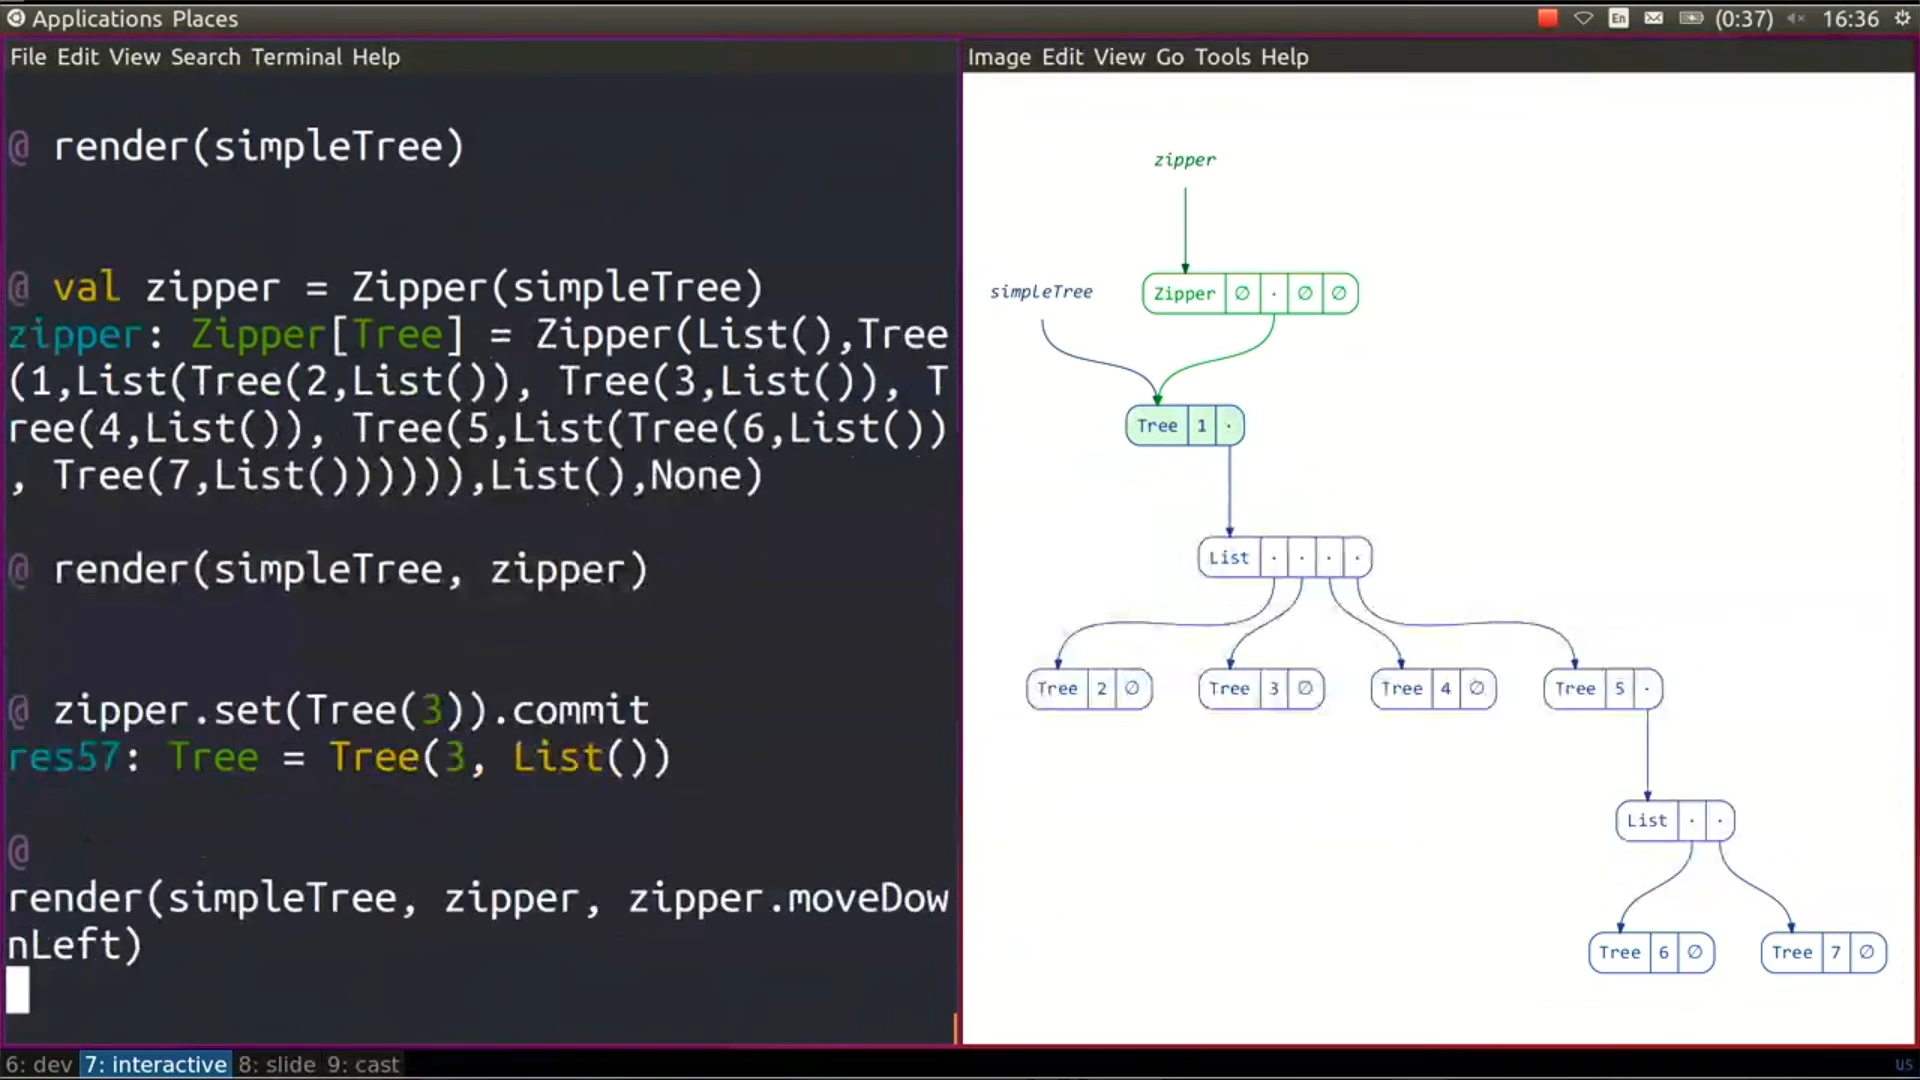 Applications Places
En (0:37) 16:36
File Edit View Search Terminal Help
@ render(simpleTree)
@ val zipper = Zipper(simpleTree)
zipper: Zipper[Tree] = Zipper(List(),Tree
(1,List(Tree(2,List()), Tree(3,List()), T
ree(4,List()), Tree(5,List(Tree(6,List())
, Tree(7,List()))))),List(),None)
@ render(simpleTree, zipper)
@ zipper.set(Tree(3)).commit
res57: Tree = Tree(3, List())
@
render(simpleTree, zipper, zipper.moveDow
nLeft)
Image Edit View Go Tools Help
zipper
simpleTree
Zipper ∅ · ∅ ∅
Tree 1 ·
List · · · ·
Tree 2 ∅
Tree 3 ∅
Tree 4 ∅
Tree 5 ·
List · ·
Tree 6 ∅
Tree 7 ∅
6: dev 7: interactive 8: slide 9: cast
us